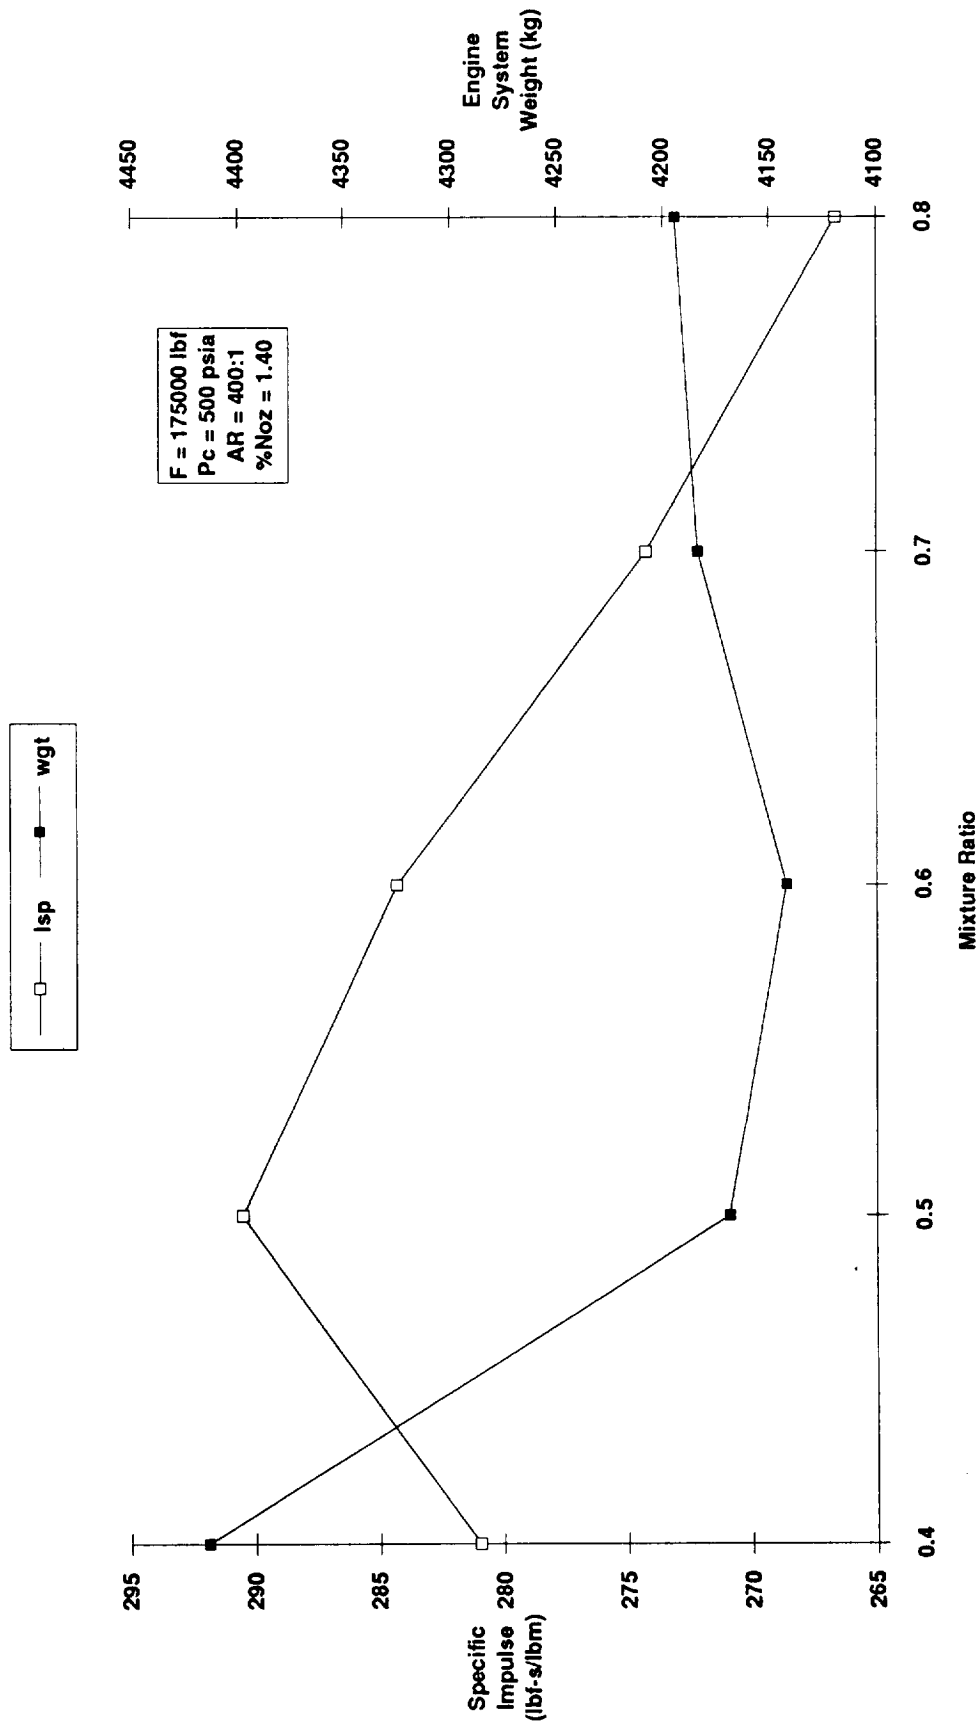 Isp wgt
F = 175000 lbf
Pc = 500 psia
AR = 400:1
%Noz = 1.40
Specific
Impulse
(lbf-s/lbm)
295
290
285
280
275
270
265
Engine
System
Weight (kg)
4450
4400
4350
4300
4250
4200
4150
4100
0.4 0.5 0.6 0.7 0.8
Mixture Ratio